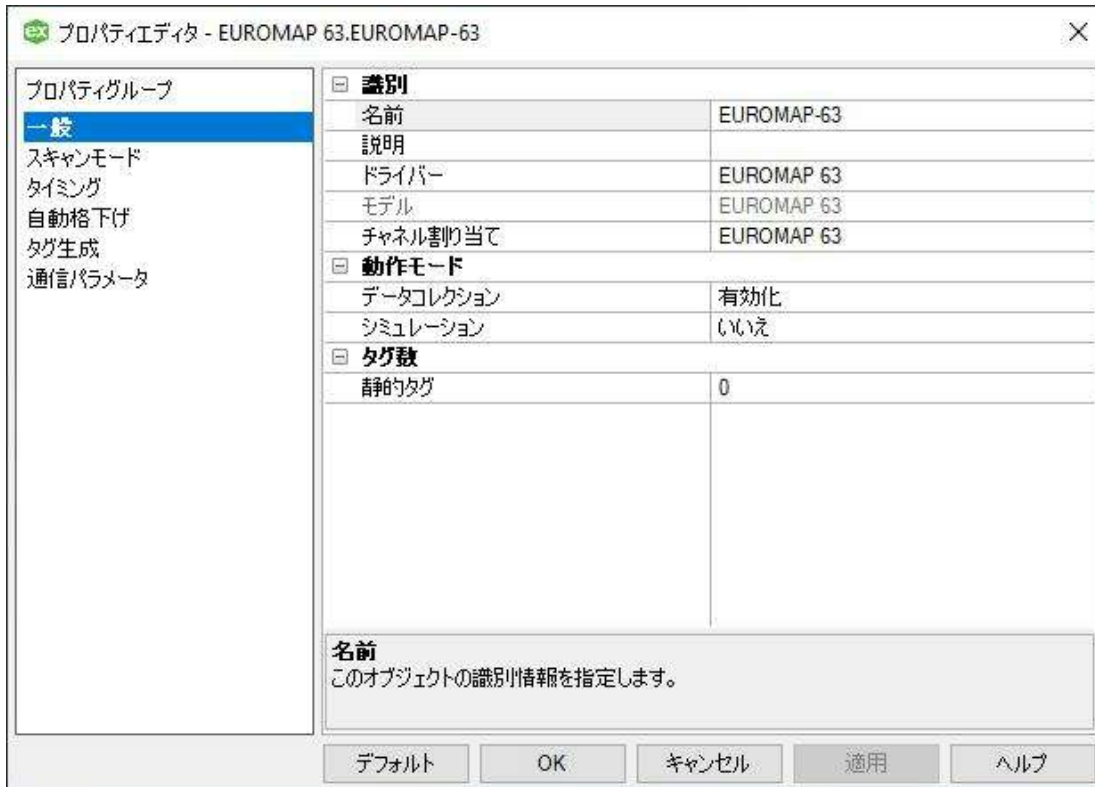 ex プロパティエディタ - EUROMAP 63.EUROMAP-63
プロパティグループ
一般
スキャンモード
タイミング
自動格下げ
タグ生成
通信パラメータ
識別
名前 EUROMAP-63
説明
ドライバー EUROMAP 63
モデル EUROMAP 63
チャネル割り当て EUROMAP 63
動作モード
データコレクション 有効化
シミュレーション いいえ
タグ数
静的タグ 0
名前
このオブジェクトの識別情報を指定します。
デフォルト OK キャンセル 適用 ヘルプ